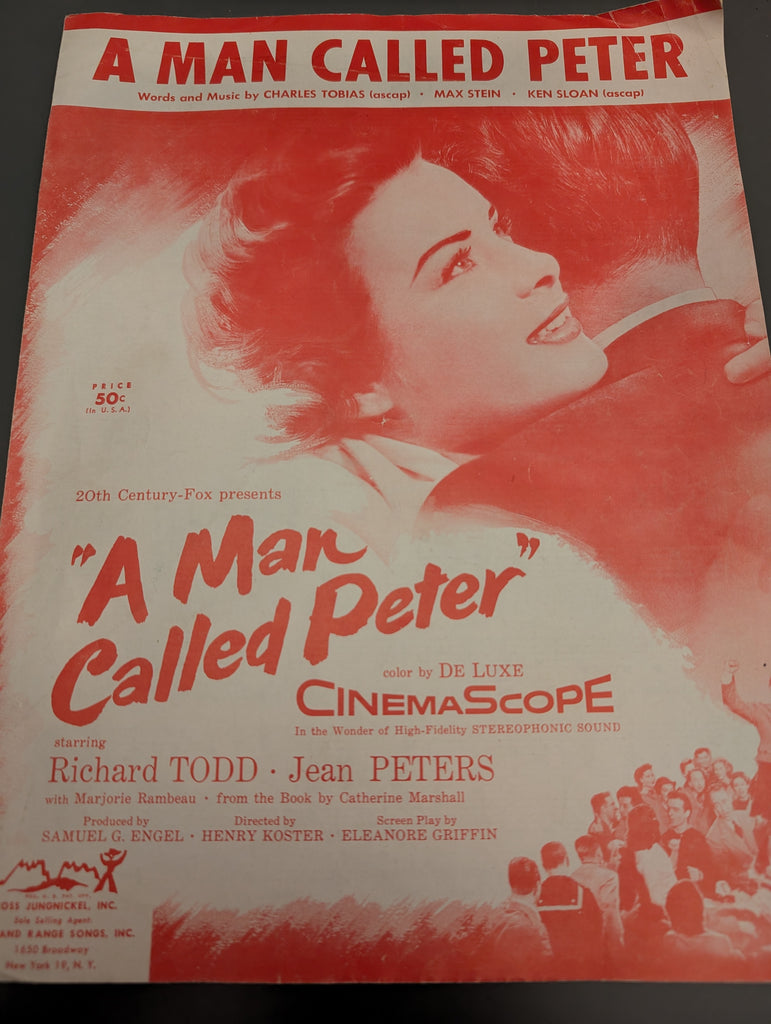 A MAN CALLED PETER
Words and Music by CHARLES TOBIAS (ascap) · MAX STEIN · KEN SLOAN (ascap)
PRICE
50c
(In U.S.A.)
20th Century-Fox presents
"A Man
Called Peter"
color by DE LUXE
CINEMASCOPE
In the Wonder of High-Fidelity STEREOPHONIC SOUND
starring
Richard TODD · Jean PETERS
with Marjorie Rambeau · from the Book by Catherine Marshall
Produced by Directed by Screen Play by
SAMUEL G. ENGEL · HENRY KOSTER · ELEANORE GRIFFIN
OSS JUNGNICKEL, INC.
Sole Selling Agent
AND RANGE SONGS, INC.
1650 Broadway
New York 19, N. Y.